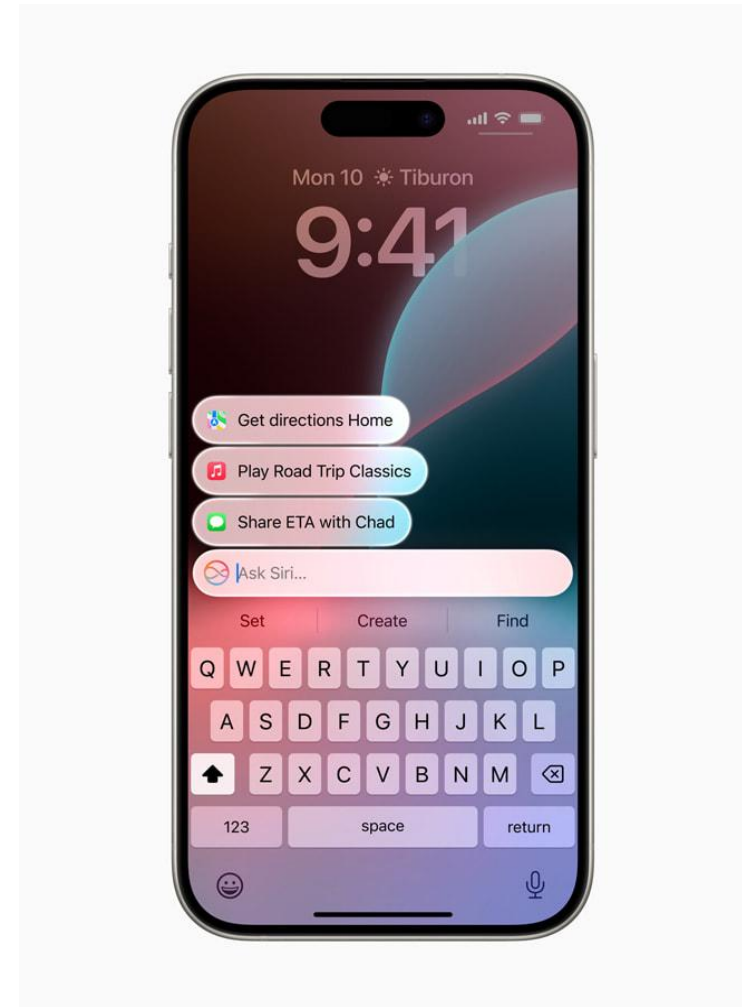 Mon 10 Tiburon
9:41
Get directions Home
Play Road Trip Classics
Share ETA with Chad
Ask Siri...
Set Create Find
Q W E R T Y U I O P
A S D F G H J K L
Z X C V B N M
123 space return